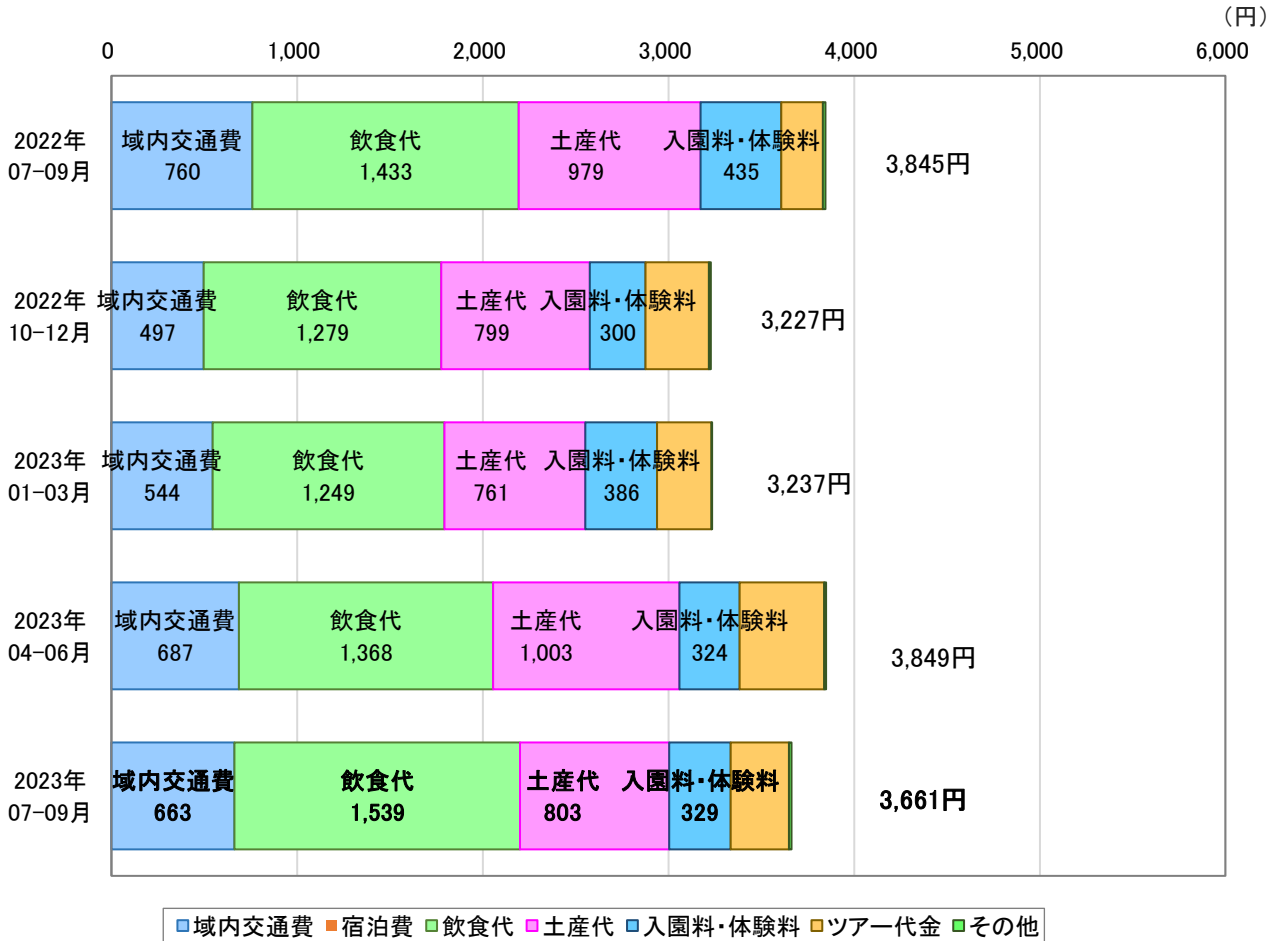 (円)
0 1,000 2,000 3,000 4,000 5,000 6,000
2022年
07-09月
域内交通費 飲食代 土産代 入園料・体験料
760 1,433 979 435
3,845円
2022年
10-12月
域内交通費 飲食代 土産代 入園料・体験料
497 1,279 799 300
3,227円
2023年
01-03月
域内交通費 飲食代 土産代 入園料・体験料
544 1,249 761 386
3,237円
2023年
04-06月
域内交通費 飲食代 土産代 入園料・体験料
687 1,368 1,003 324
3,849円
2023年
07-09月
域内交通費 飲食代 土産代 入園料・体験料
663 1,539 803 329
3,661円
域内交通費 宿泊費 飲食代 土産代 入園料・体験料 ツアー代金 その他